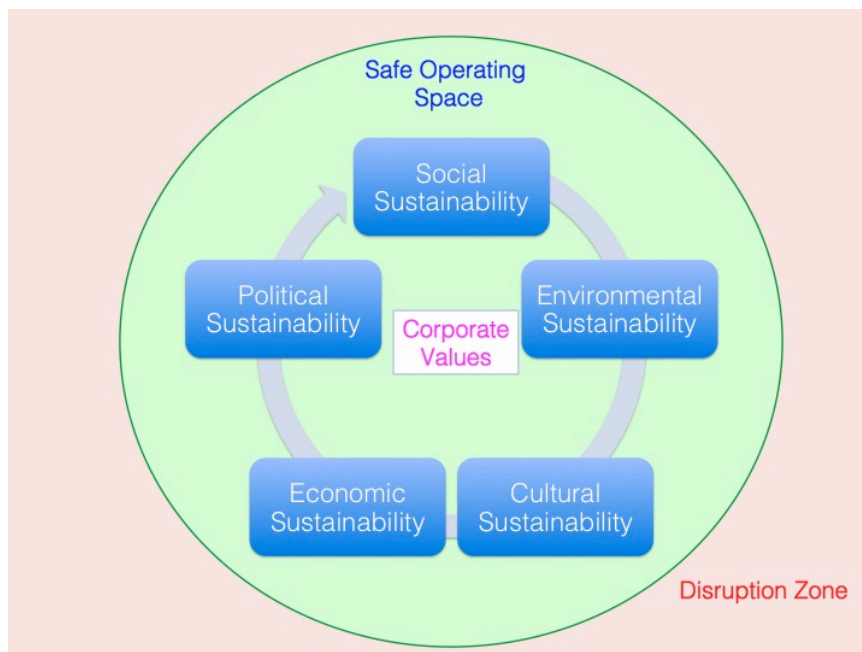 Safe Operating
Space
Social
Sustainability
Political
Sustainability
Environmental
Sustainability
Corporate
Values
Economic
Sustainability
Cultural
Sustainability
Disruption Zone